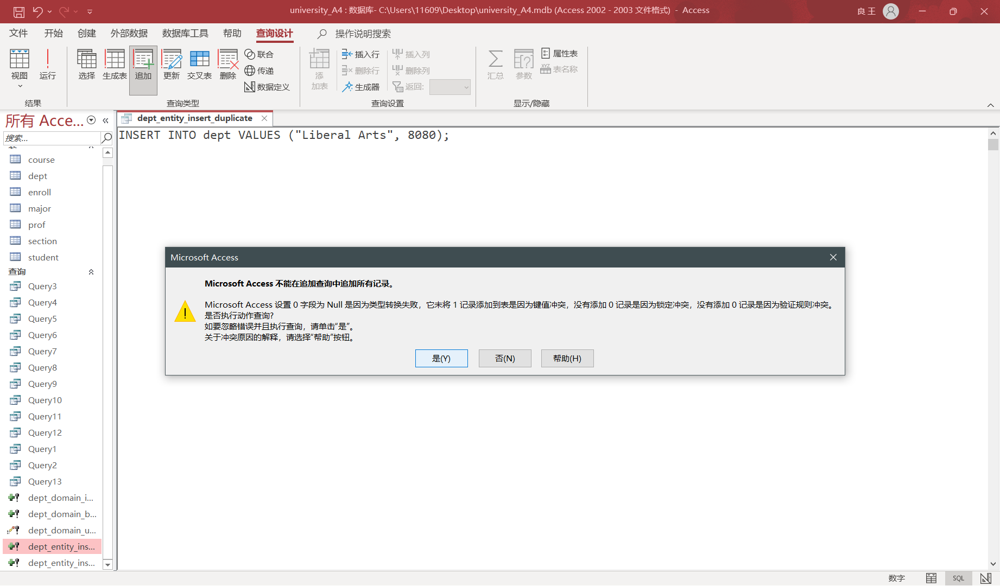 university_A4 : 数据库- C:\Users\11609\Desktop\university_A4.mdb (Access 2002 - 2003 文件格式) - Access
良 王
文件 开始 创建 外部数据 数据库工具 帮助 查询设计 操作说明搜索
视图
运行
结果
选择
生成表
追加
更新
交叉表
删除
联合
传递
数据定义
查询类型
添
加表
插入行
删除行
生成器
插入列
删除列
返回:
查询设置
汇总
参数
属性表
表名称
显示/隐藏
所有 Acce...
搜索...
course
dept
enroll
major
prof
section
student
查询
Query3
Query4
Query5
Query6
Query7
Query8
Query9
Query10
Query11
Query12
Query1
Query2
Query13
dept_domain_i...
dept_domain_b...
dept_domain_u...
dept_entity_ins...
dept_entity_ins...
dept_entity_insert_duplicate
INSERT INTO dept VALUES ("Liberal Arts", 8080);
Microsoft Access
Microsoft Access 不能在追加查询中追加所有记录。
Microsoft Access 设置 0 字段为 Null 是因为类型转换失败，它未将 1 记录添加到表是因为键值冲突，没有添加 0 记录是因为锁定冲突，没有添加 0 记录是因为验证规则冲突。
是否执行动作查询?
如要忽略错误并且执行查询，请单击“是”。
关于冲突原因的解释，请选择“帮助”按钮。
是(Y) 否(N) 帮助(H)
数字
SQL